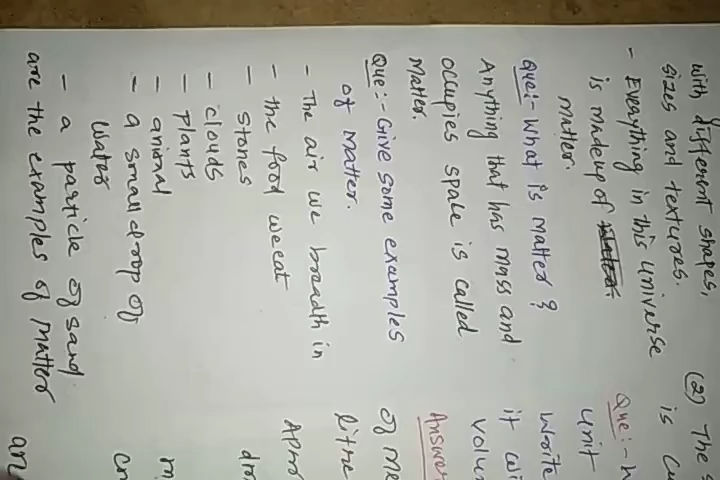 with different shapes,
sizes and textures.
- Everything in this universe
is madeup of
matter.
Que:- What is matter?
Anything that has mass and
occupies spale is called
Matter.
Que:- Give some examples
of matter.
- The air we breadth in
- the food we eat
- stones
- clouds
- plants
- animal
- a small drop of
water
- a particle of sand
are the examples of matter
(2) The
is
Que:-
unit
Write
it
Answer
of
litre